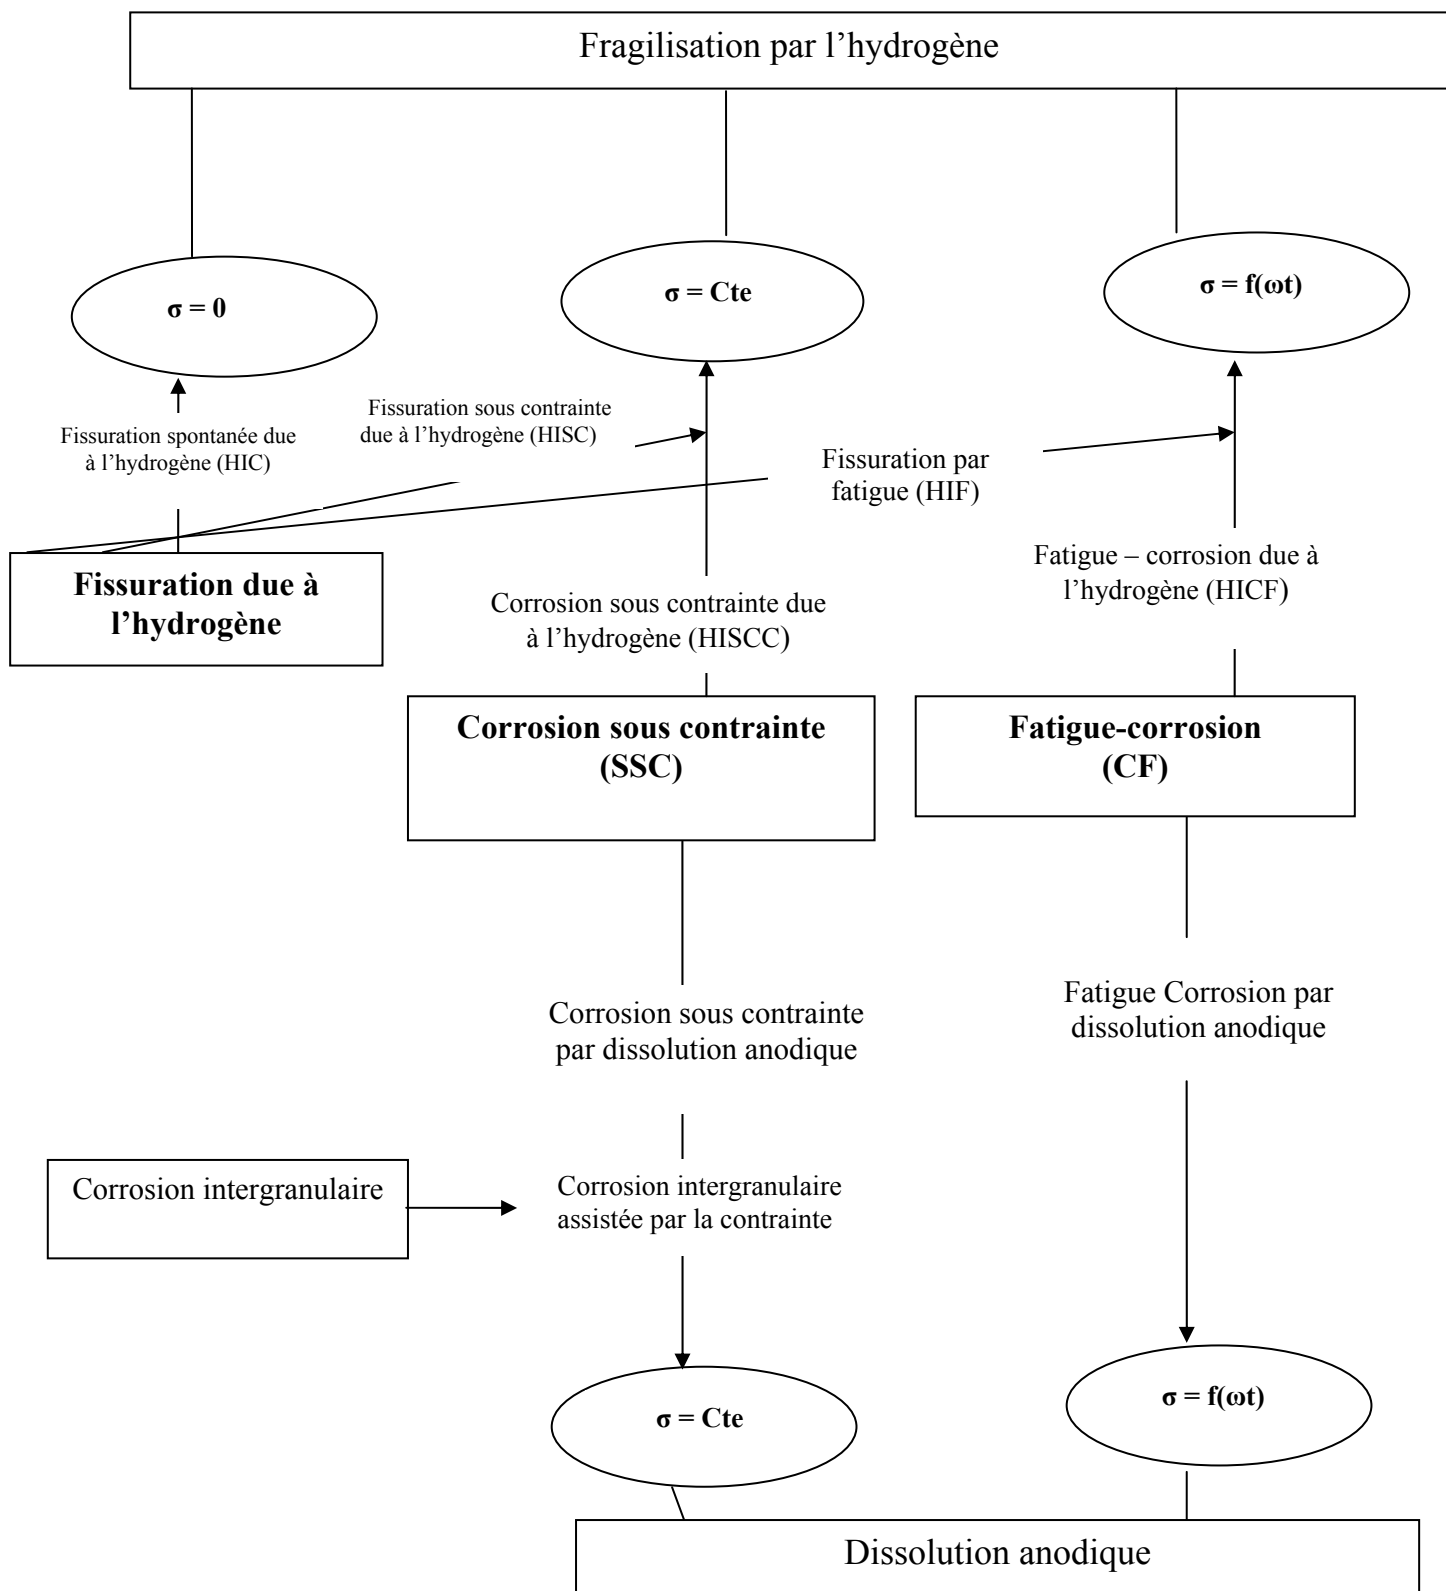 Fragilisation par l’hydrogène
σ = 0
σ = Cte
σ = f(ωt)
Fissuration spontanée due
à l’hydrogène (HIC)
Fissuration sous contrainte
due à l’hydrogène (HISC)
Fissuration par
fatigue (HIF)
Fissuration due à
l’hydrogène
Corrosion sous contrainte due
à l’hydrogène (HISCC)
Fatigue – corrosion due à
l’hydrogène (HICF)
Corrosion sous contrainte
(SSC)
Fatigue-corrosion
(CF)
Corrosion sous contrainte
par dissolution anodique
Fatigue Corrosion par
dissolution anodique
Corrosion intergranulaire
Corrosion intergranulaire
assistée par la contrainte
σ = Cte
σ = f(ωt)
Dissolution anodique